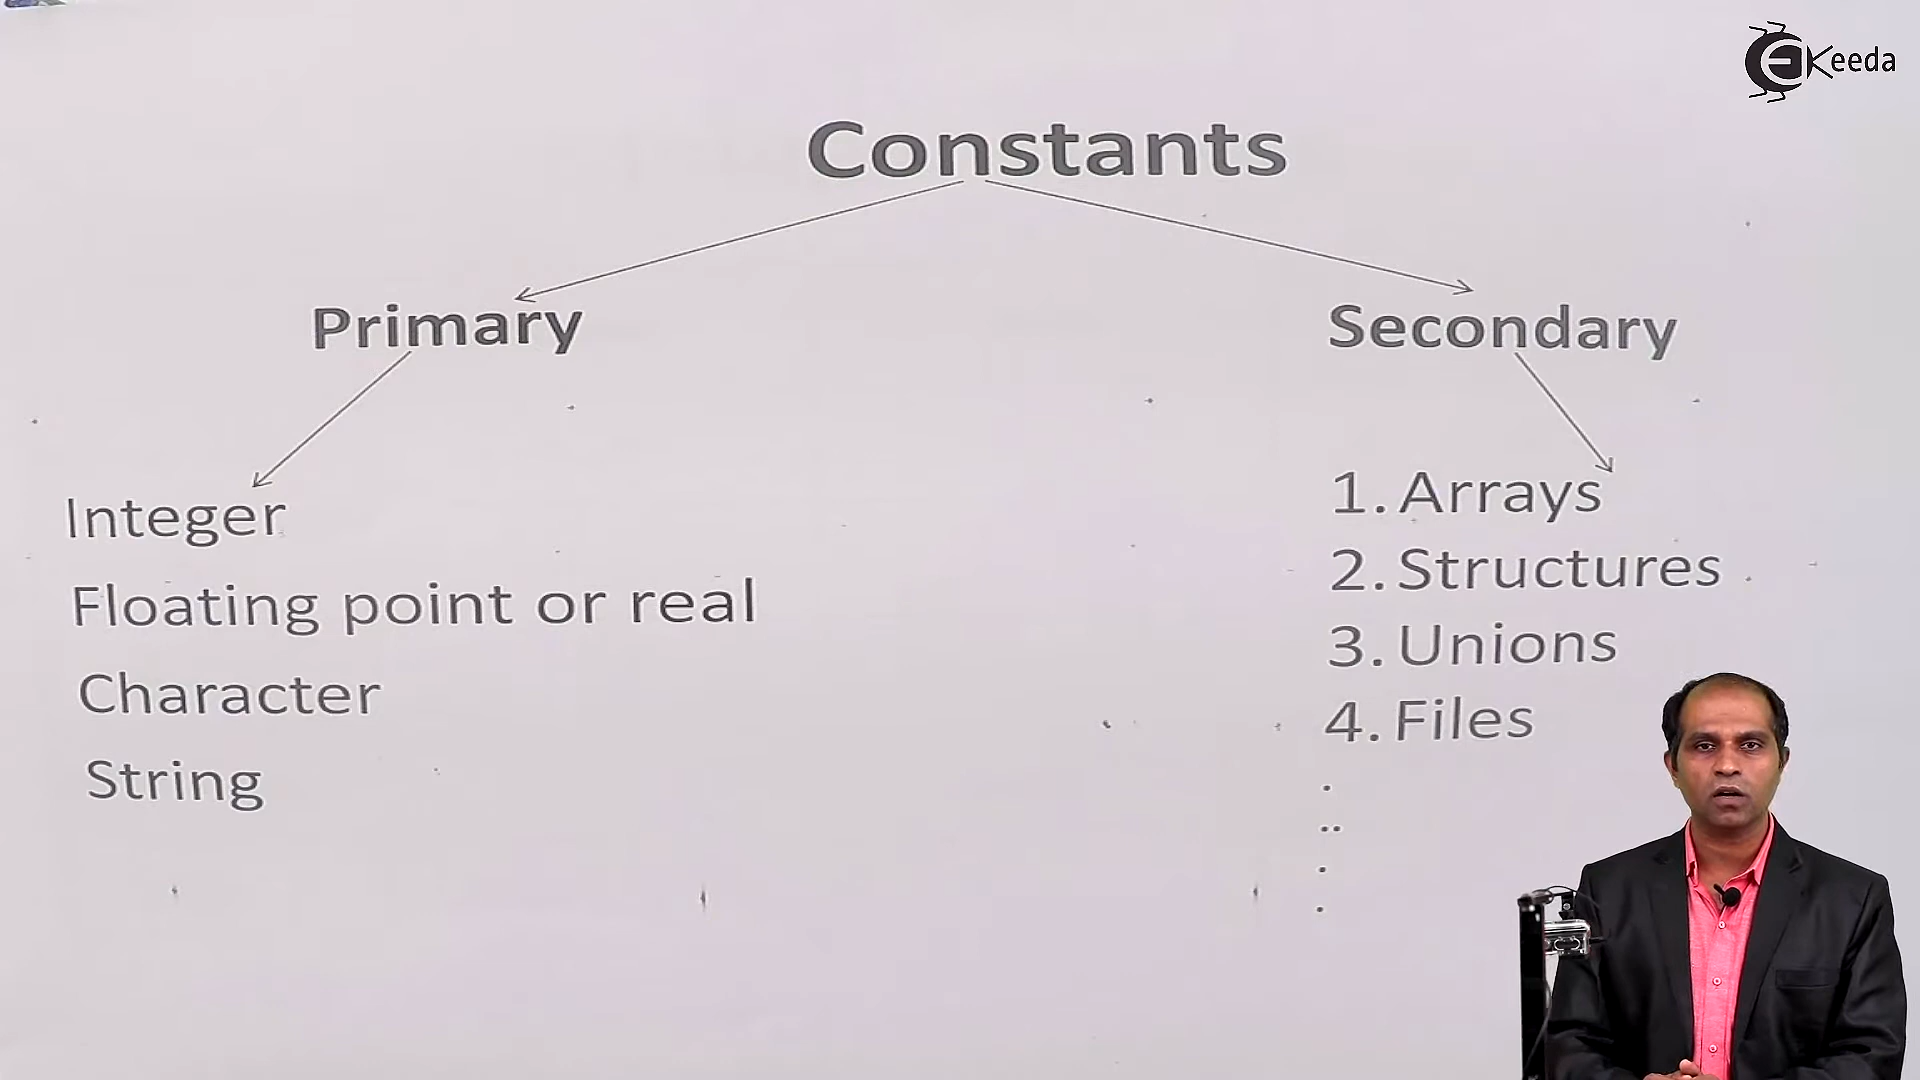 EKeeda
Constants
Primary
Secondary
Integer
Floating point or real
Character
String
1. Arrays
2. Structures
3. Unions
4. Files
.
..
.
.